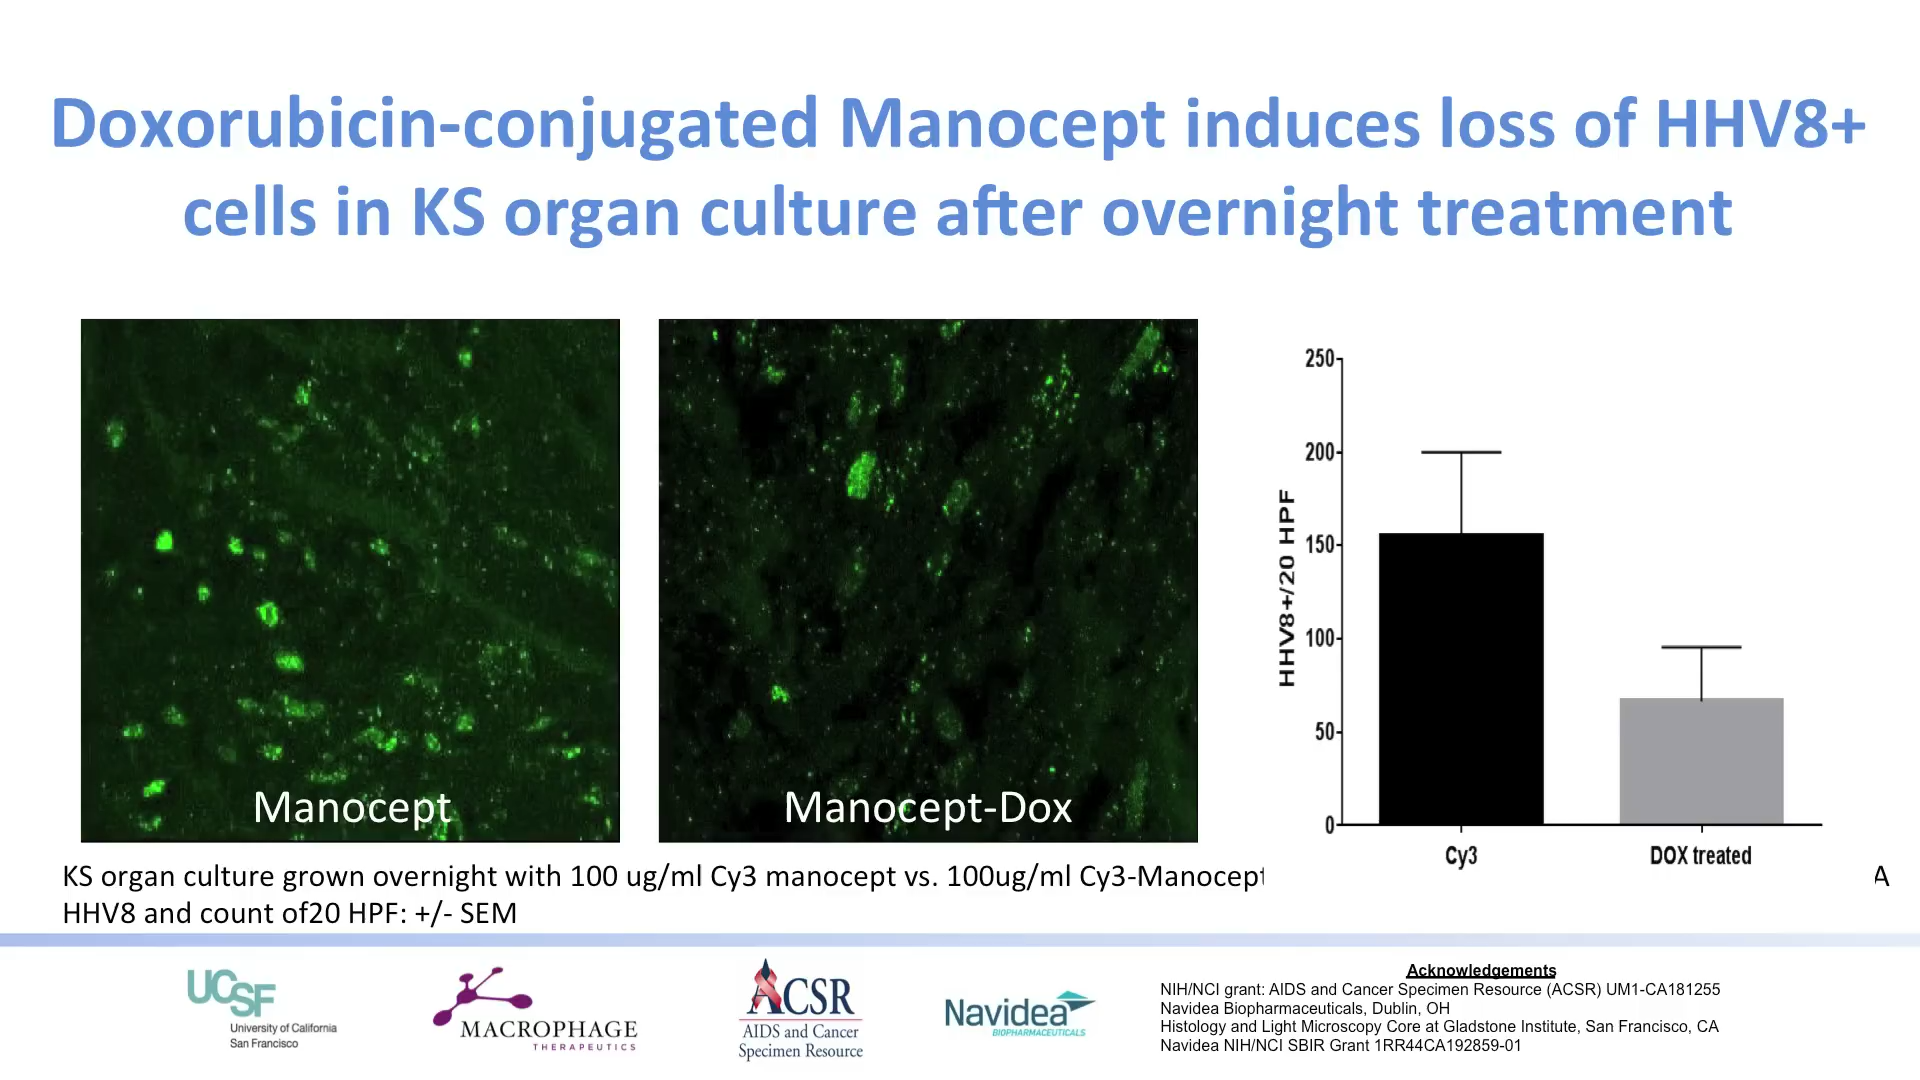 Doxorubicin-conjugated Manocept induces loss of HHV8+
cells in KS organ culture after overnight treatment
Manocept
Manocept-Dox
250
200
150
100
50
0
HHV8+/20 HPF
Cy3
DOX treated
KS organ culture grown overnight with 100 ug/ml Cy3 manocept vs. 100ug/ml Cy3-Manocept
A
HHV8 and count of20 HPF: +/- SEM
UCSF
University of California
San Francisco
MACROPHAGE
THERAPEUTICS
ACSR
AIDS and Cancer
Specimen Resource
Navidea
BIOPHARMACEUTICALS
Acknowledgements
NIH/NCI grant: AIDS and Cancer Specimen Resource (ACSR) UM1-CA181255
Navidea Biopharmaceuticals, Dublin, OH
Histology and Light Microscopy Core at Gladstone Institute, San Francisco, CA
Navidea NIH/NCI SBIR Grant 1RR44CA192859-01